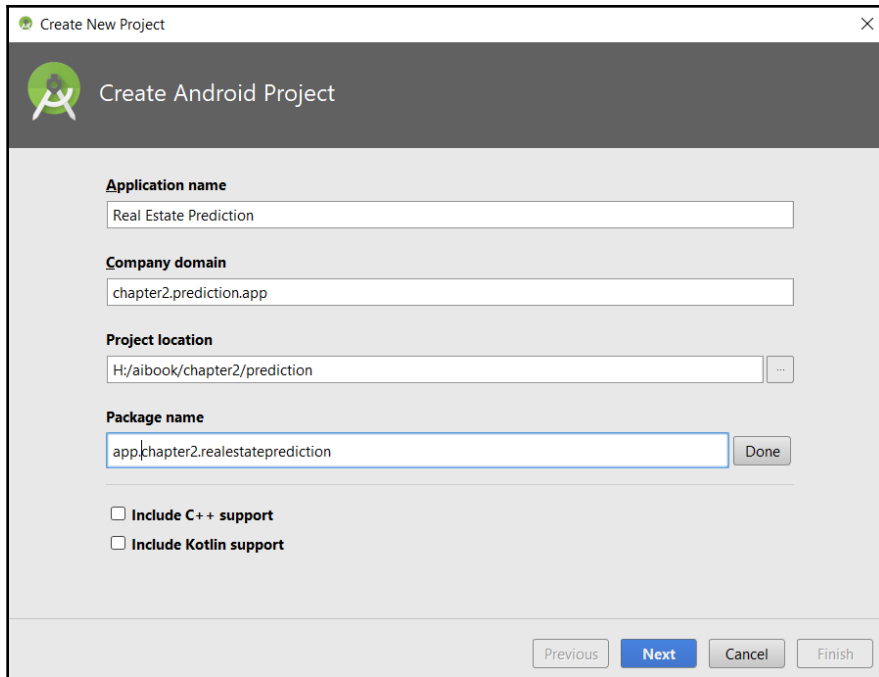 Create New Project
Create Android Project
Application name
Real Estate Prediction
Company domain
chapter2.prediction.app
Project location
H:/aibook/chapter2/prediction
...
Package name
app.chapter2.realestateprediction
Done
Include C++ support
Include Kotlin support
Previous
Next
Cancel
Finish